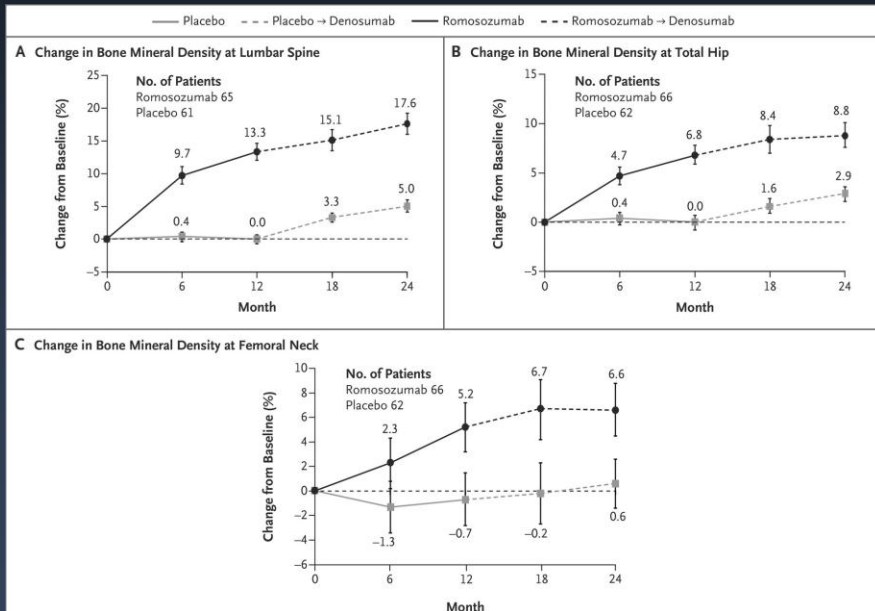 Placebo Placebo → Denosumab Romosozumab Romosozumab → Denosumab
A Change in Bone Mineral Density at Lumbar Spine
No. of Patients
Romosozumab 65
Placebo 61
Change from Baseline (%)
25
20
15
10
5
0
−5
9.7
13.3
15.1
17.6
0.4
0.0
3.3
5.0
0 6 12 18 24
Month
B Change in Bone Mineral Density at Total Hip
No. of Patients
Romosozumab 66
Placebo 62
Change from Baseline (%)
15
10
5
0
−5
4.7
6.8
8.4
8.8
0.4
0.0
1.6
2.9
0 6 12 18 24
Month
C Change in Bone Mineral Density at Femoral Neck
No. of Patients
Romosozumab 66
Placebo 62
Change from Baseline (%)
10
8
6
4
2
0
−2
−4
−6
2.3
5.2
6.7
6.6
−1.3
−0.7
−0.2
0.6
0 6 12 18 24
Month